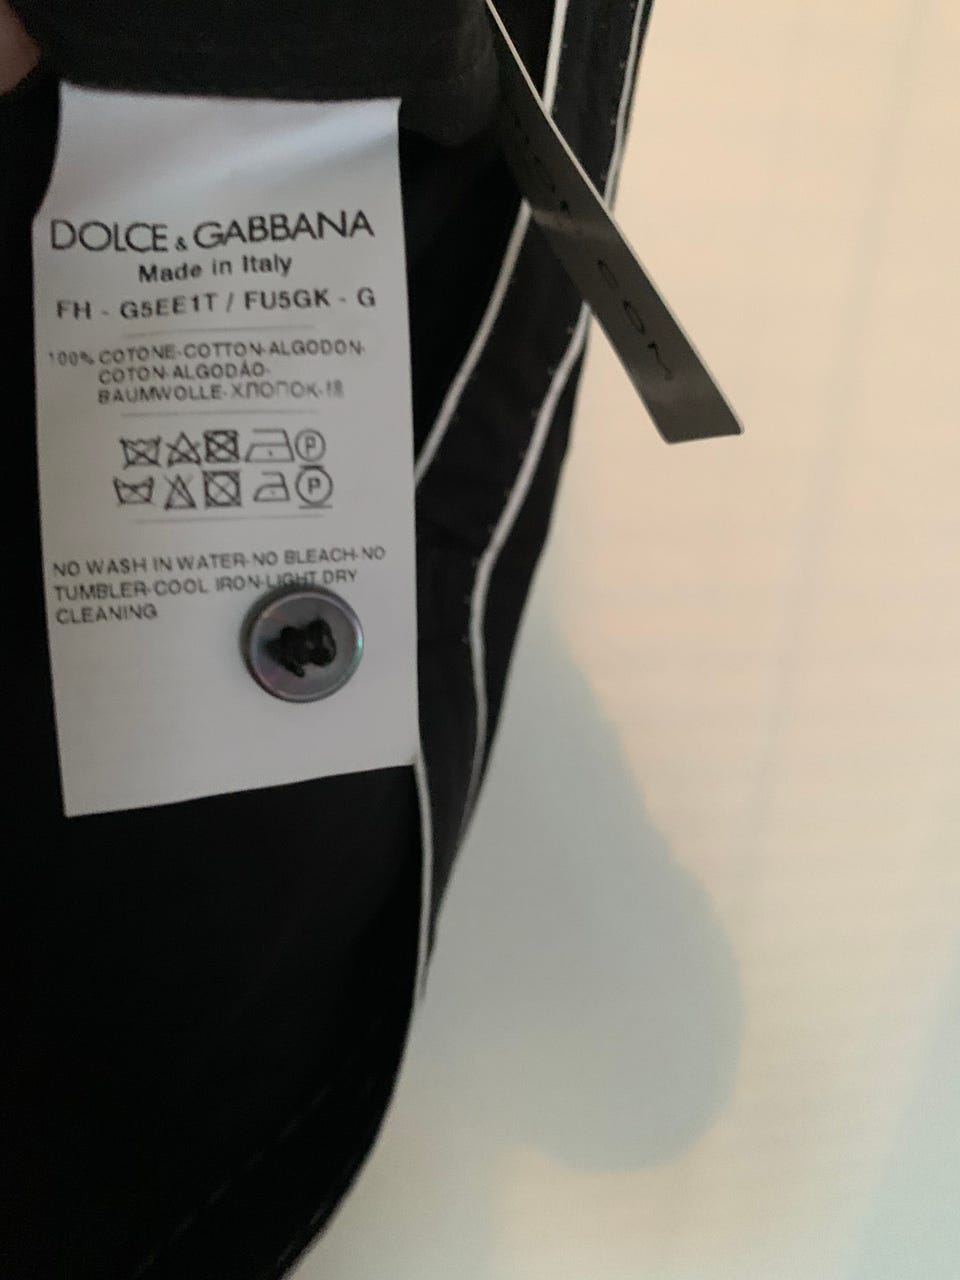 DOLCE & GABBANA
Made in Italy
FH - G5EE1T / FU5GK - G
100% COTONE-COTTON-ALGODON-
COTON-ALGODÃO-
BAUMWOLLE-ХЛОПОК-棉
P
P
NO WASH IN WATER-NO BLEACH-NO
TUMBLER-COOL IRON-LIGHT DRY
CLEANING